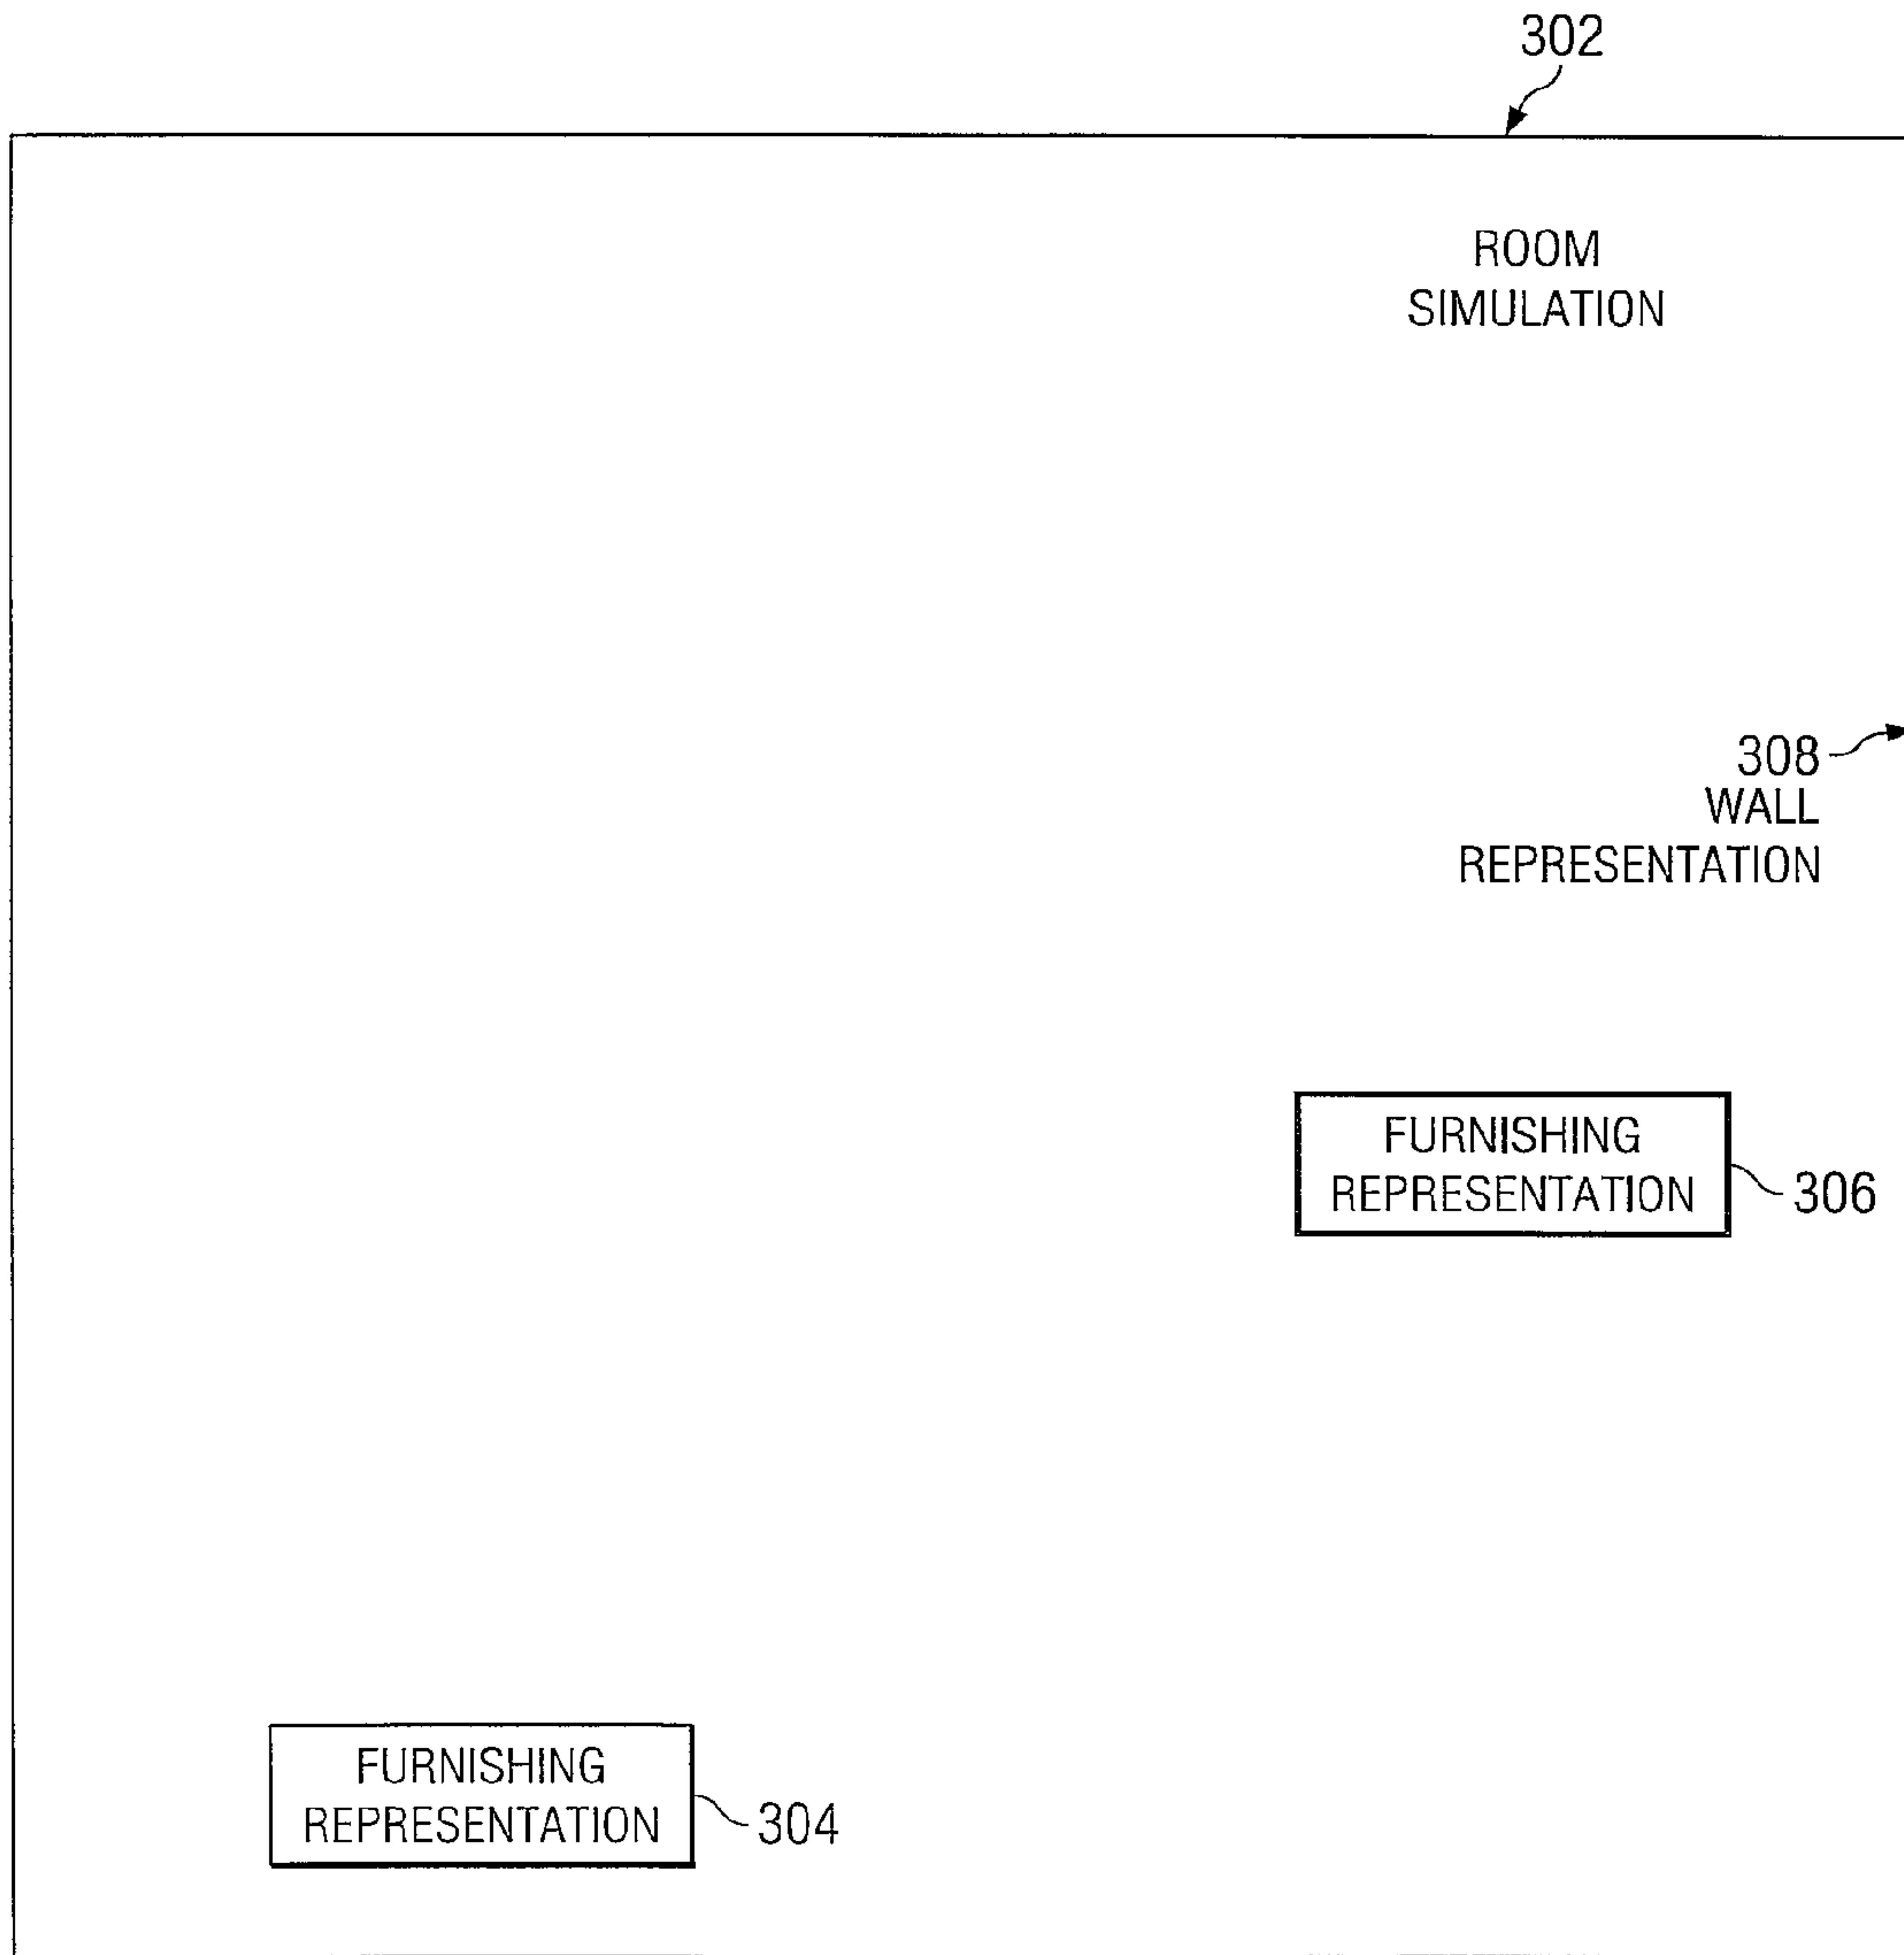 302
ROOM
SIMULATION
308
WALL
REPRESENTATION
FURNISHING
REPRESENTATION
306
FURNISHING
REPRESENTATION
304